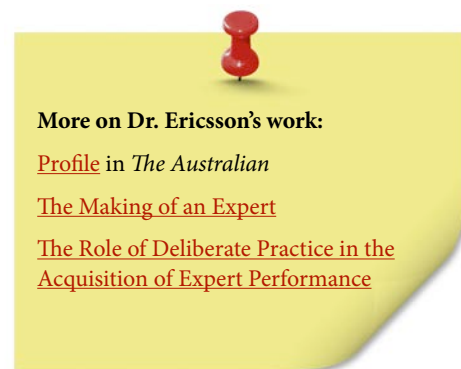 More on Dr. Ericsson’s work:
Profile in The Australian
The Making of an Expert
The Role of Deliberate Practice in the
Acquisition of Expert Performance